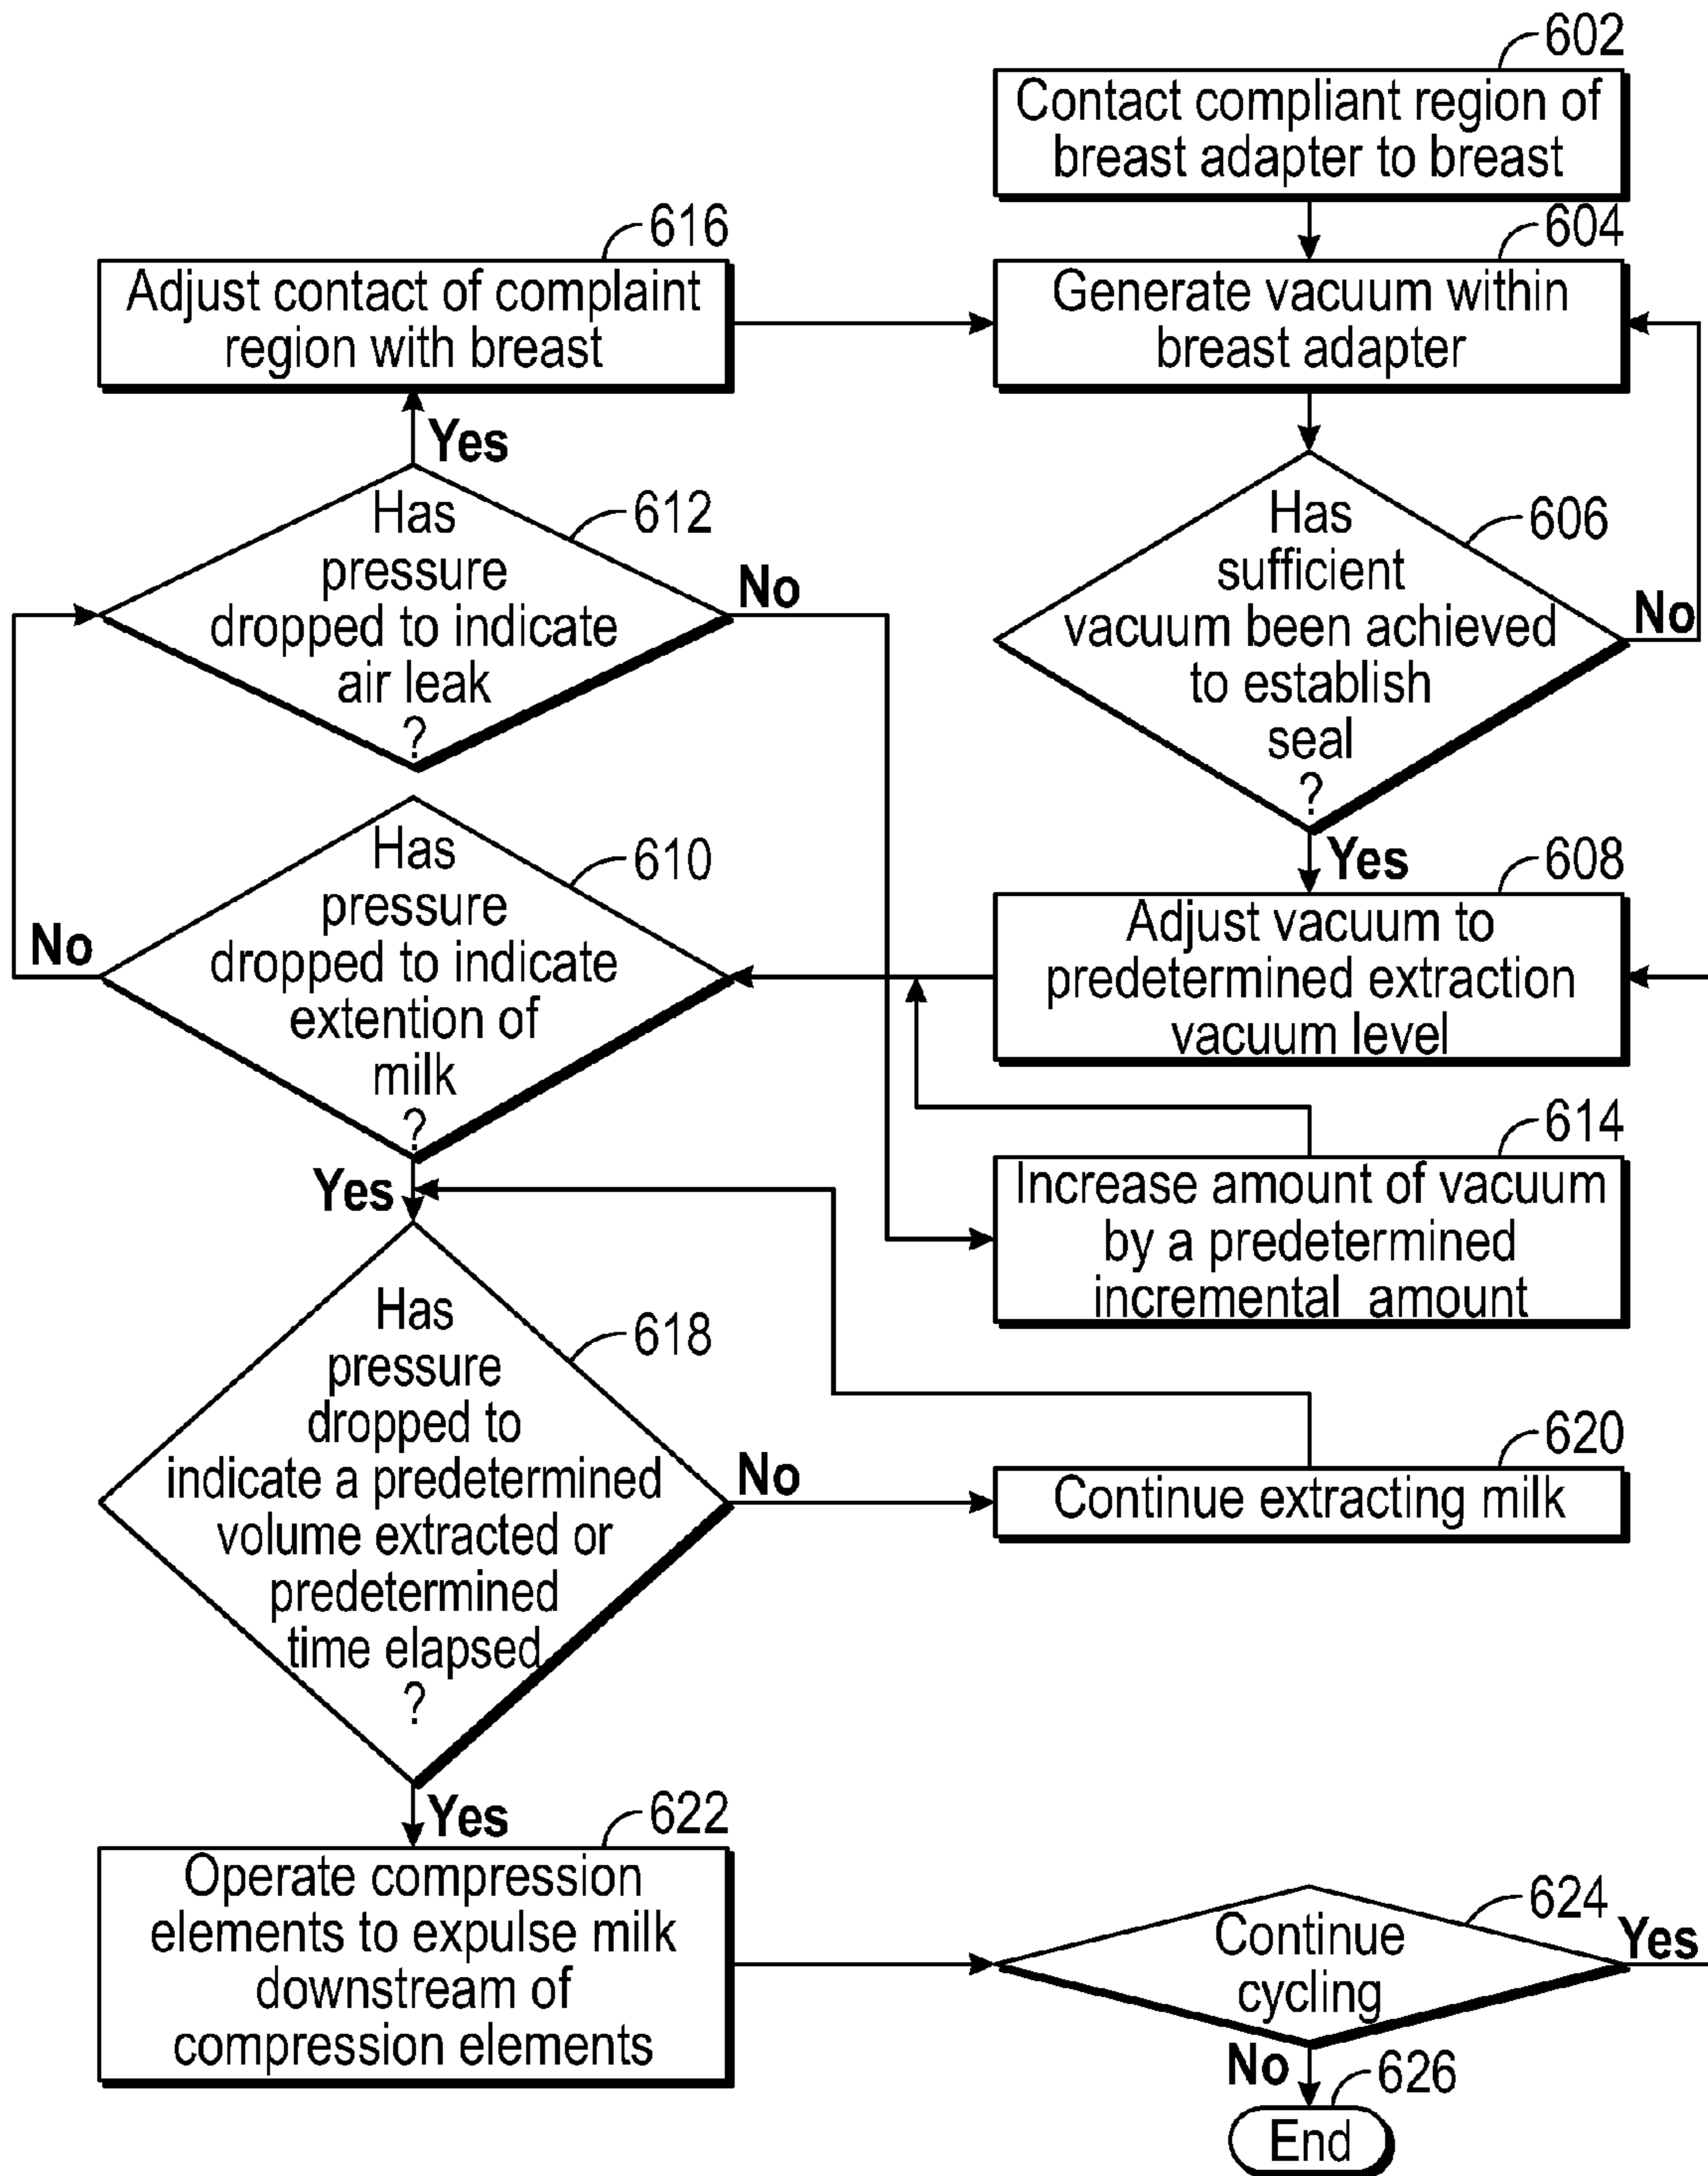 602
Contact compliant region of
breast adapter to breast
604
Generate vacuum within
breast adapter
616
Adjust contact of complaint
region with breast
Yes
Has
pressure
dropped to indicate
air leak
?
612
No
Has
sufficient
vacuum been achieved
to establish
seal
?
606
No
Yes
608
Adjust vacuum to
predetermined extraction
vacuum level
Has
pressure
dropped to indicate
extention of
milk
?
610
No
Yes
614
Increase amount of vacuum
by a predetermined
incremental amount
Has
pressure
dropped to
indicate a predetermined
volume extracted or
predetermined
time elapsed
?
618
No
620
Continue extracting milk
Yes
622
Operate compression
elements to expulse milk
downstream of
compression elements
624
Continue
cycling
Yes
No
626
End